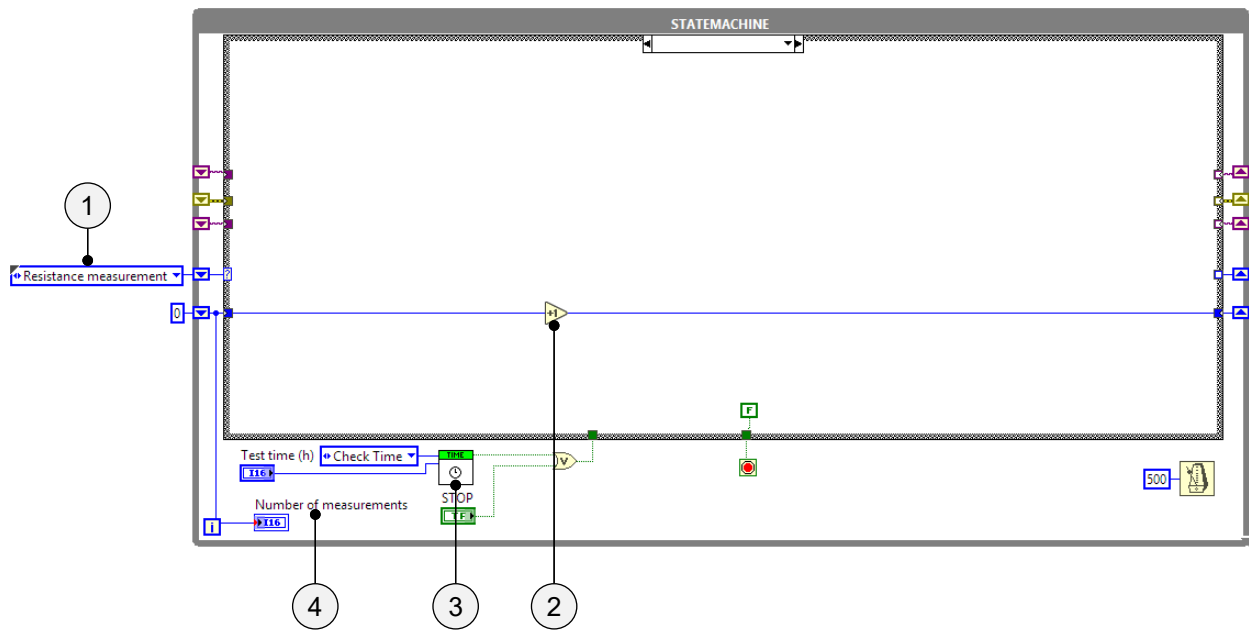 STATEMACHINE
1
Resistance measurement
?
0
+1
F
Test time (h)
Check Time
TIME
I16
V
STOP
500
Number of measurements
TF
i
I16
4
3
2